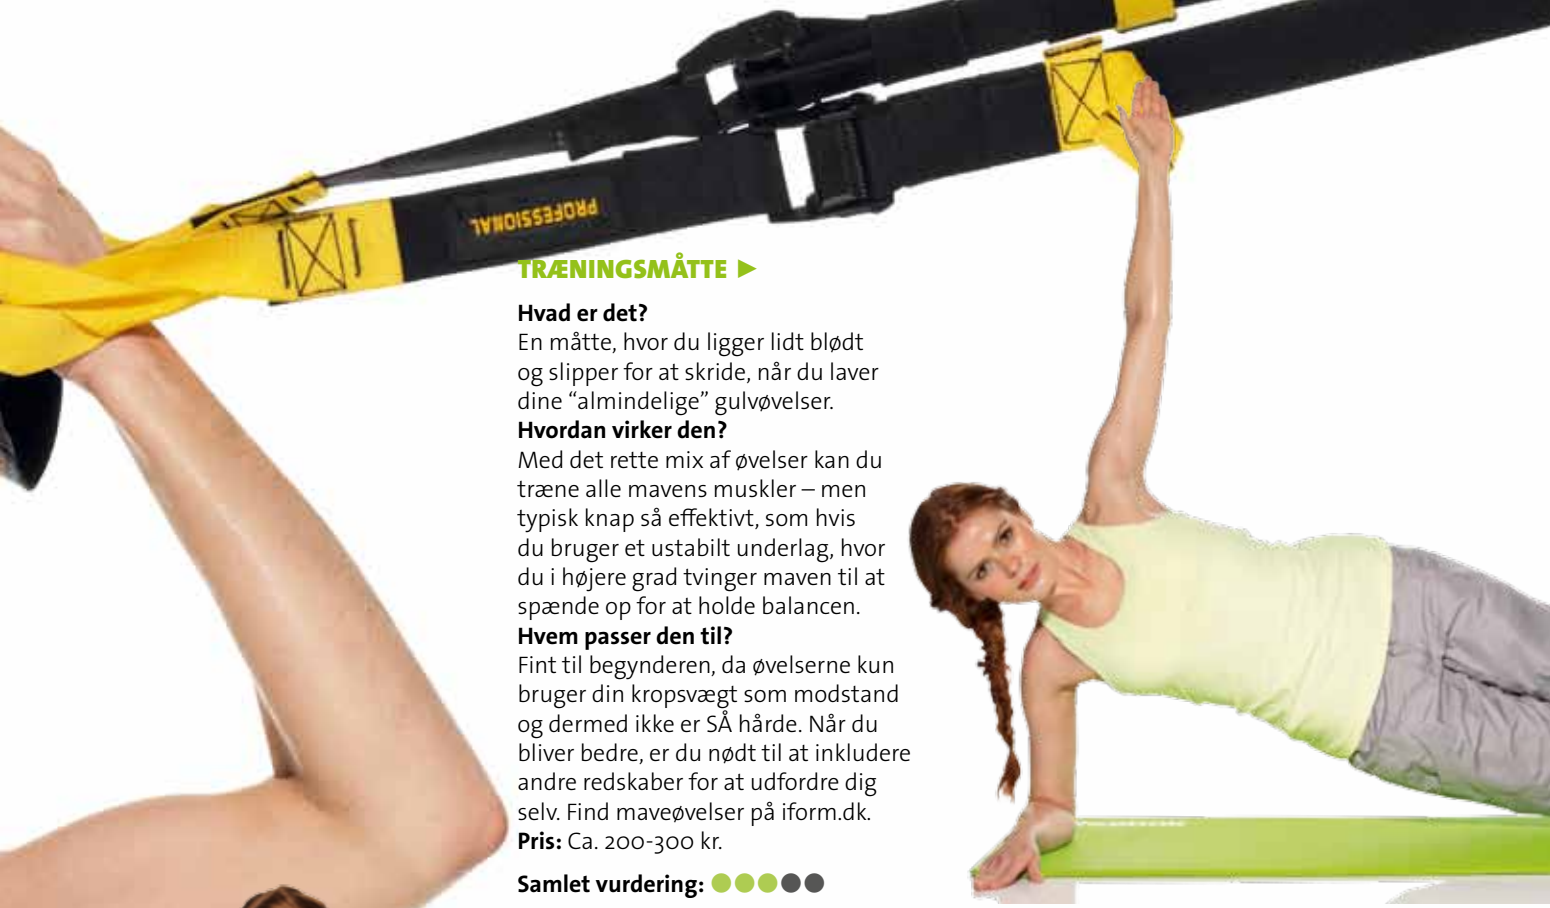 PROFESSIONAL
TRÆNINGSMÅTTE ►
Hvad er det?
En måtte, hvor du ligger lidt blødt
og slipper for at skride, når du laver
dine “almindelige” gulvøvelser.
Hvordan virker den?
Med det rette mix af øvelser kan du
træne alle mavens muskler – men
typisk knap så effektivt, som hvis
du bruger et ustabilt underlag, hvor
du i højere grad tvinger maven til at
spænde op for at holde balancen.
Hvem passer den til?
Fint til begynderen, da øvelserne kun
bruger din kropsvægt som modstand
og dermed ikke er SÅ hårde. Når du
bliver bedre, er du nødt til at inkludere
andre redskaber for at udfordre dig
selv. Find maveøvelser på iform.dk.
Pris: Ca. 200-300 kr.
Samlet vurdering: